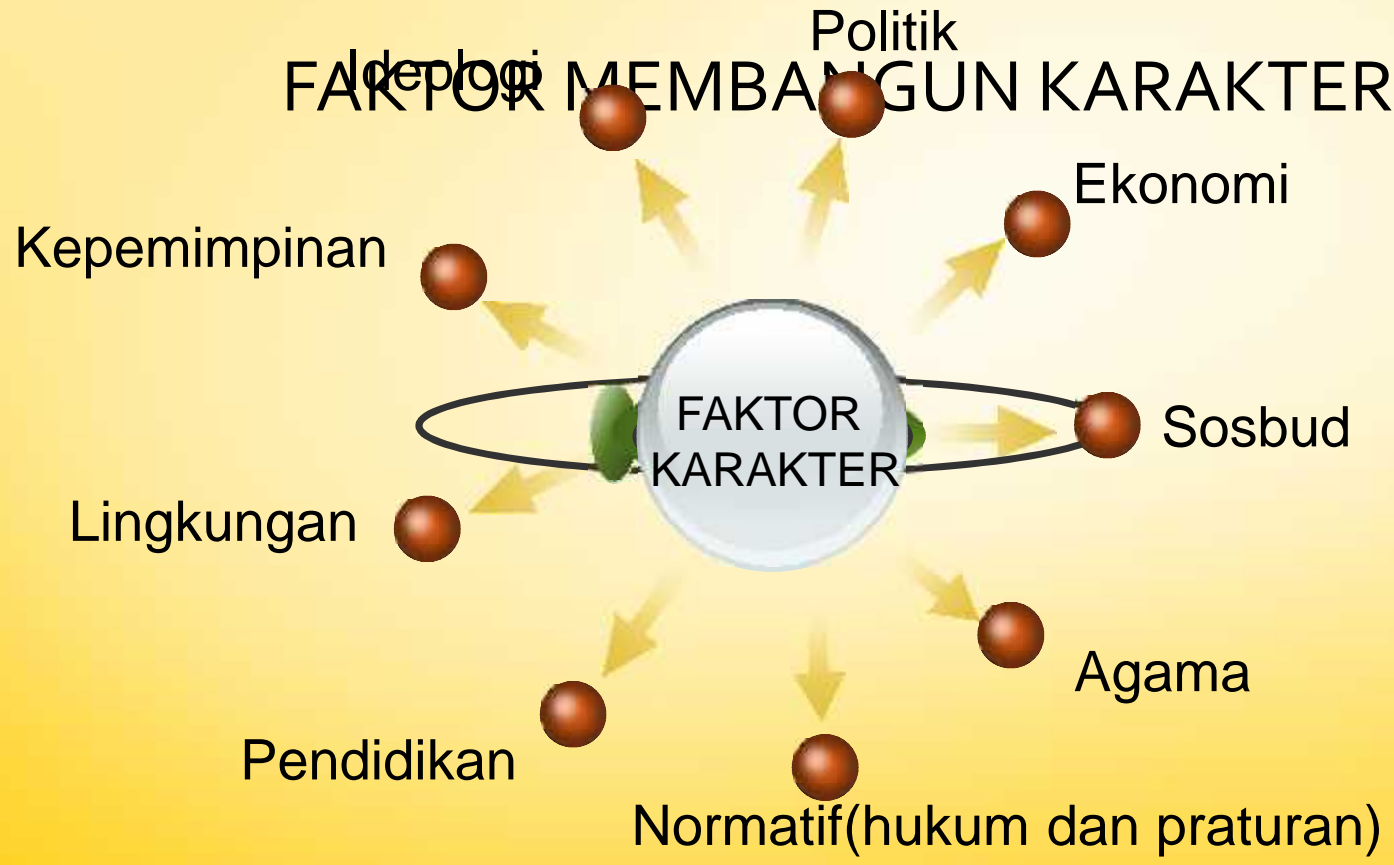 Politik
Ideologi
FAKTOR MEMBANGUN KARAKTER
Ekonomi
Kepemimpinan
FAKTOR
KARAKTER
Sosbud
Lingkungan
Agama
Pendidikan
Normatif(hukum dan praturan)